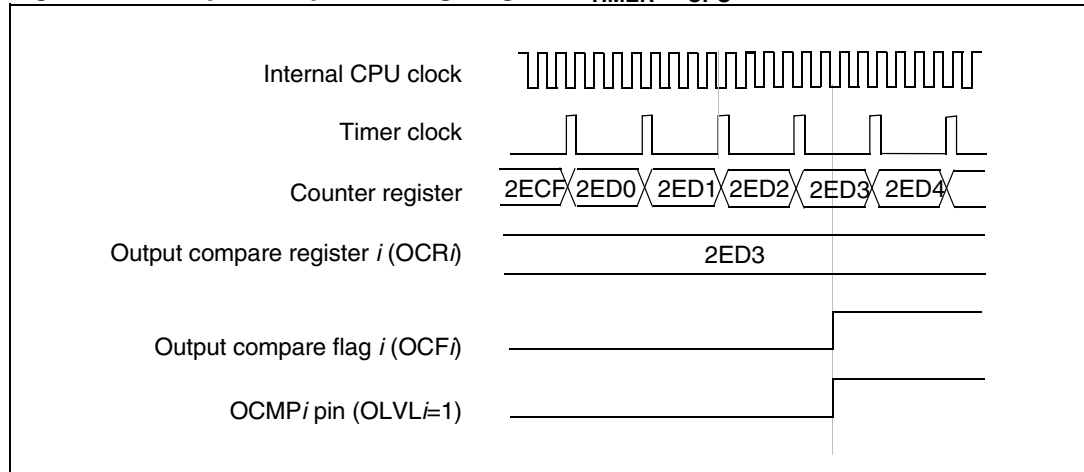 Internal CPU clock
Timer clock
Counter register
2ECF 2ED0 2ED1 2ED2 2ED3 2ED4
Output compare register i (OCRi)
2ED3
Output compare flag i (OCFi)
OCMPi pin (OLVLi=1)